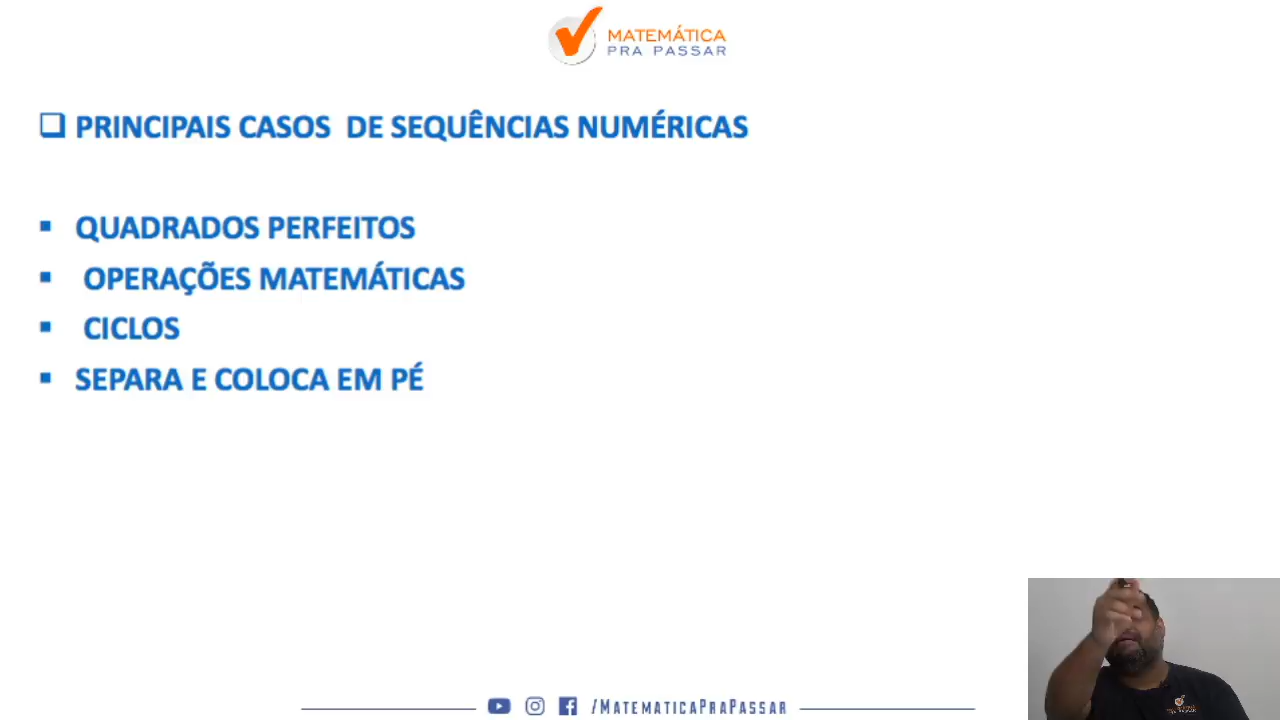 MATEMÁTICA
PRA PASSAR
PRINCIPAIS CASOS DE SEQUÊNCIAS NUMÉRICAS
QUADRADOS PERFEITOS
OPERAÇÕES MATEMÁTICAS
CICLOS
SEPARA E COLOCA EM PÉ
/MATEMATICAPRAPASSAR